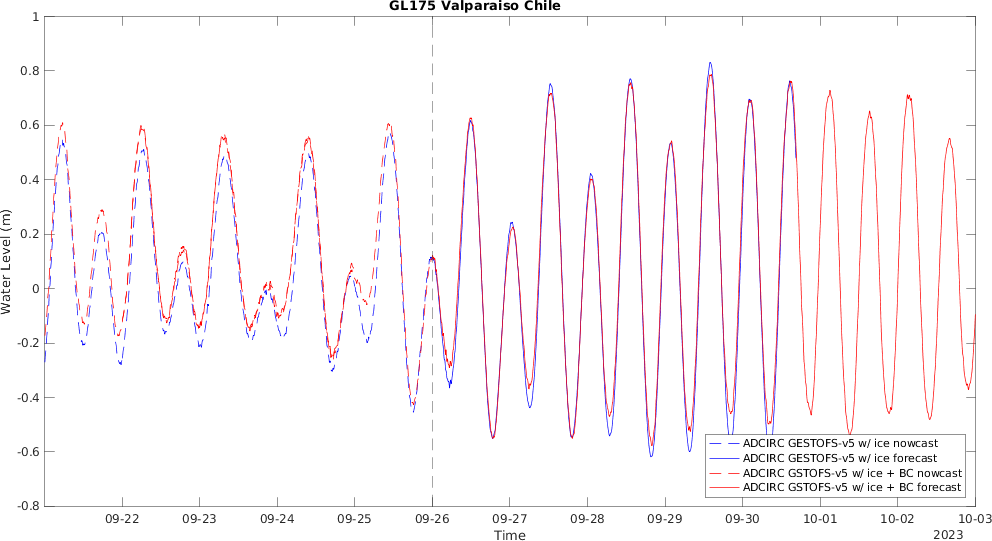 GL175 Valparaiso Chile
1
0.8
0.6
0.4
0.2
0
-0.2
-0.4
-0.6
-0.8
Water Level (m)
ADCIRC GESTOFS-v5 w/ ice nowcast
ADCIRC GESTOFS-v5 w/ ice forecast
ADCIRC GSTOFS-v5 w/ ice + BC nowcast
ADCIRC GSTOFS-v5 w/ ice + BC forecast
09-22 09-23 09-24 09-25 09-26 09-27 09-28 09-29 09-30 10-01 10-02 10-03
Time
2023